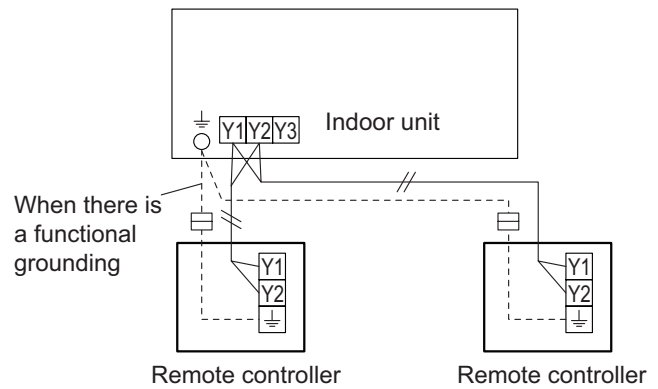 Indoor unit
Y1 Y2 Y3
When there is
a functional
grounding
Y1
Y2
Y1
Y2
Remote controller
Remote controller